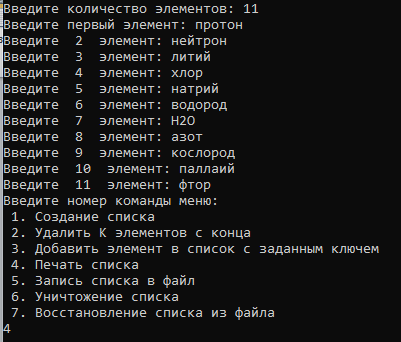 Введите количество элементов: 11
Введите первый элемент: протон
Введите  2  элемент: нейтрон
Введите  3  элемент: литий
Введите  4  элемент: хлор
Введите  5  элемент: натрий
Введите  6  элемент: водород
Введите  7  элемент: H2O
Введите  8  элемент: азот
Введите  9  элемент: кослород
Введите  10  элемент: паллаий
Введите  11  элемент: фтор
Введите номер команды меню:
 1. Создание списка
 2. Удалить K элементов с конца
 3. Добавить элемент в список с заданным ключем
 4. Печать списка
 5. Запись списка в файл
 6. Уничтожение списка
 7. Восстановление списка из файла
4